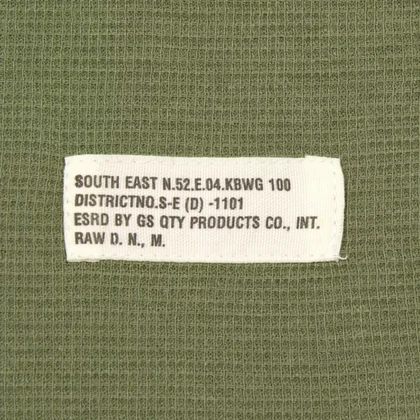 SOUTH EAST N.52.E.04.KBWG 100
DISTRICTNO.S-E (D) -1101
ESRD BY GS QTY PRODUCTS CO., INT.
RAW D. N., M.